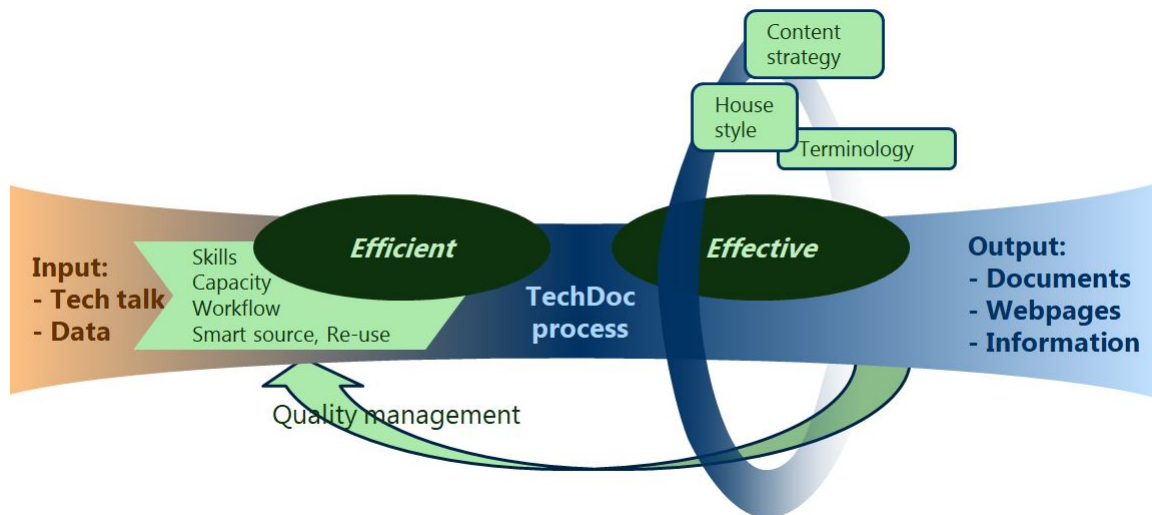 Content
strategy
House
style
Terminology
Efficient
Effective
Input:
- Tech talk
- Data
Skills
Capacity
Workflow
Smart source, Re-use
TechDoc
process
Output:
- Documents
- Webpages
- Information
Quality management